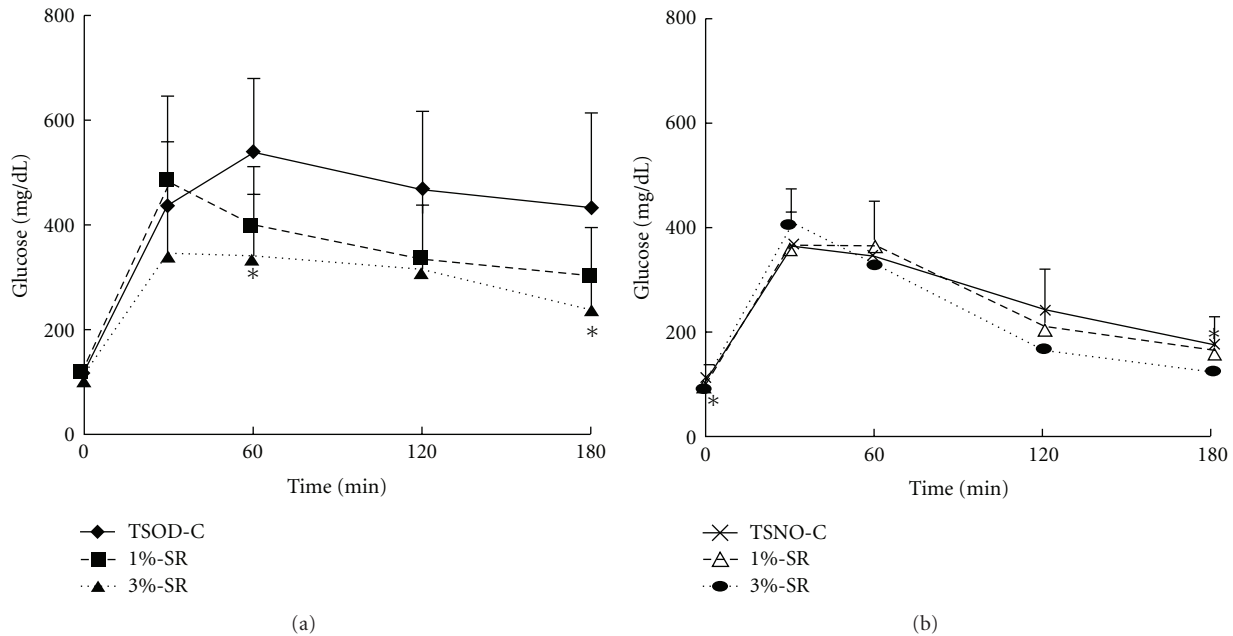 800
600
400
200
0
Glucose (mg/dL)
*
*
0 60 120 180
Time (min)
TSOD-C
1%-SR
3%-SR
(a)
800
600
400
200
0
Glucose (mg/dL)
*
*
0 60 120 180
Time (min)
TSNO-C
1%-SR
3%-SR
(b)